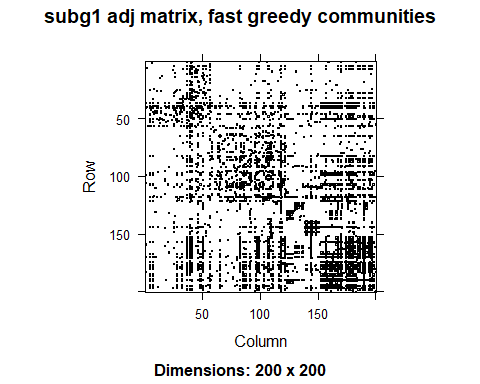 subg1 adj matrix, fast greedy communities
Row
50
100
150
50 100 150
Column
Dimensions: 200 x 200